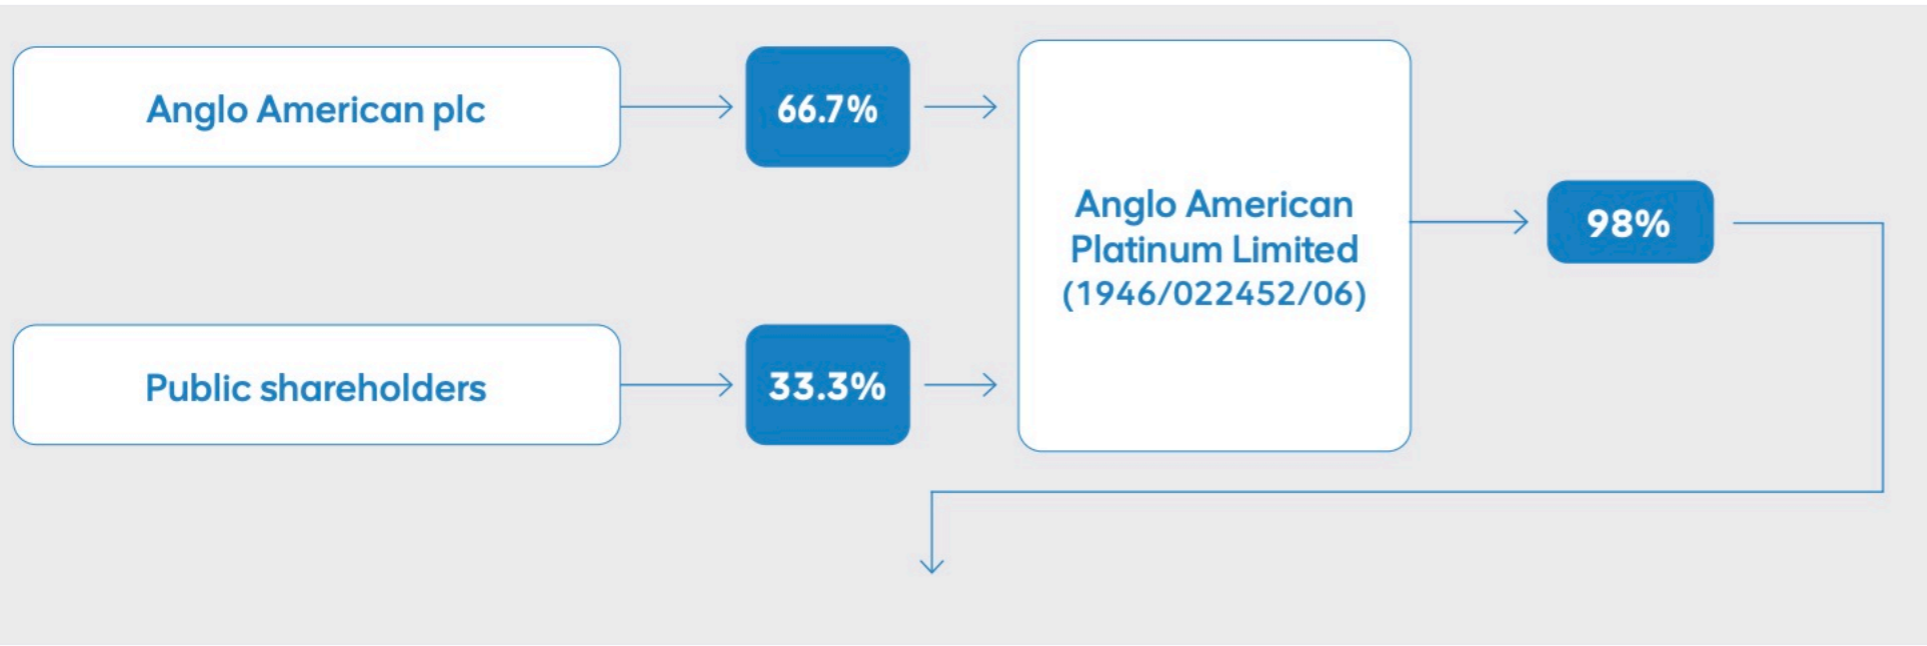 Anglo American plc
66.7%
Anglo American
Platinum Limited
(1946/022452/06)
98%
Public shareholders
33.3%